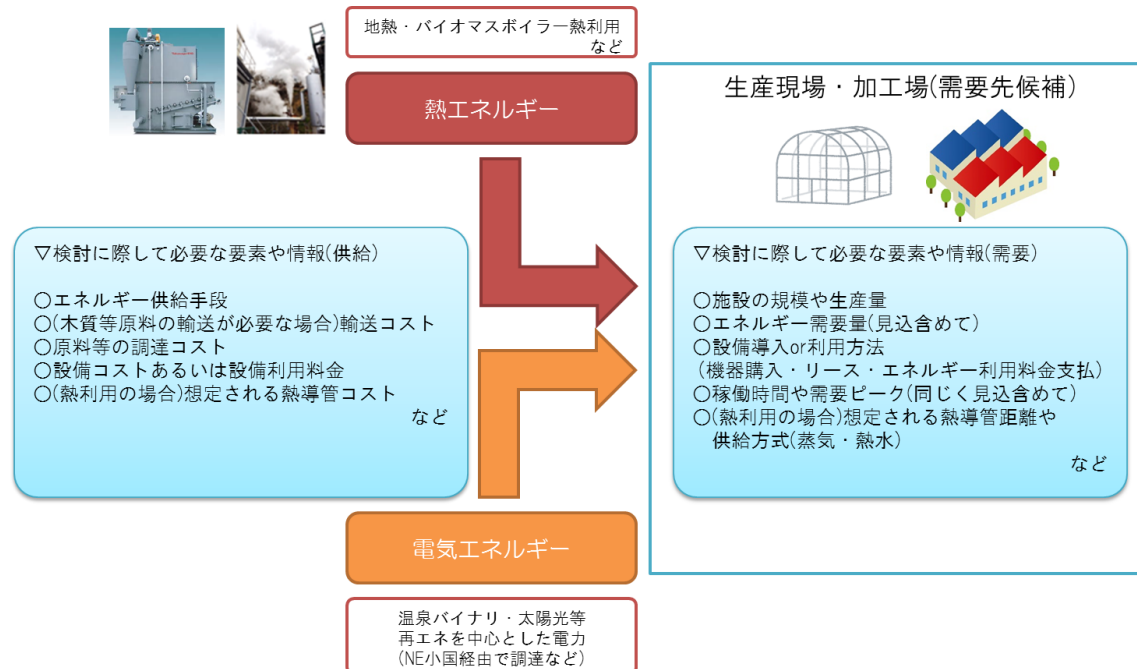 地熱・バイオマスボイラー熱利用
など
熱エネルギー
生産現場・加工場(需要先候補)
▽検討に際して必要な要素や情報(供給)
○エネルギー供給手段
○(木質等原料の輸送が必要な場合)輸送コスト
○原料等の調達コスト
○設備コストあるいは設備利用料金
○(熱利用の場合)想定される熱導管コスト
など
▽検討に際して必要な要素や情報(需要)
○施設の規模や生産量
○エネルギー需要量(見込含めて)
○設備導入or利用方法
(機器購入・リース・エネルギー利用料金支払)
○稼働時間や需要ピーク(同じく見込含めて)
○(熱利用の場合)想定される熱導管距離や
供給方式(蒸気・熱水)
など
電気エネルギー
温泉バイナリ・太陽光等
再エネを中心とした電力
(NE小国経由で調達など)